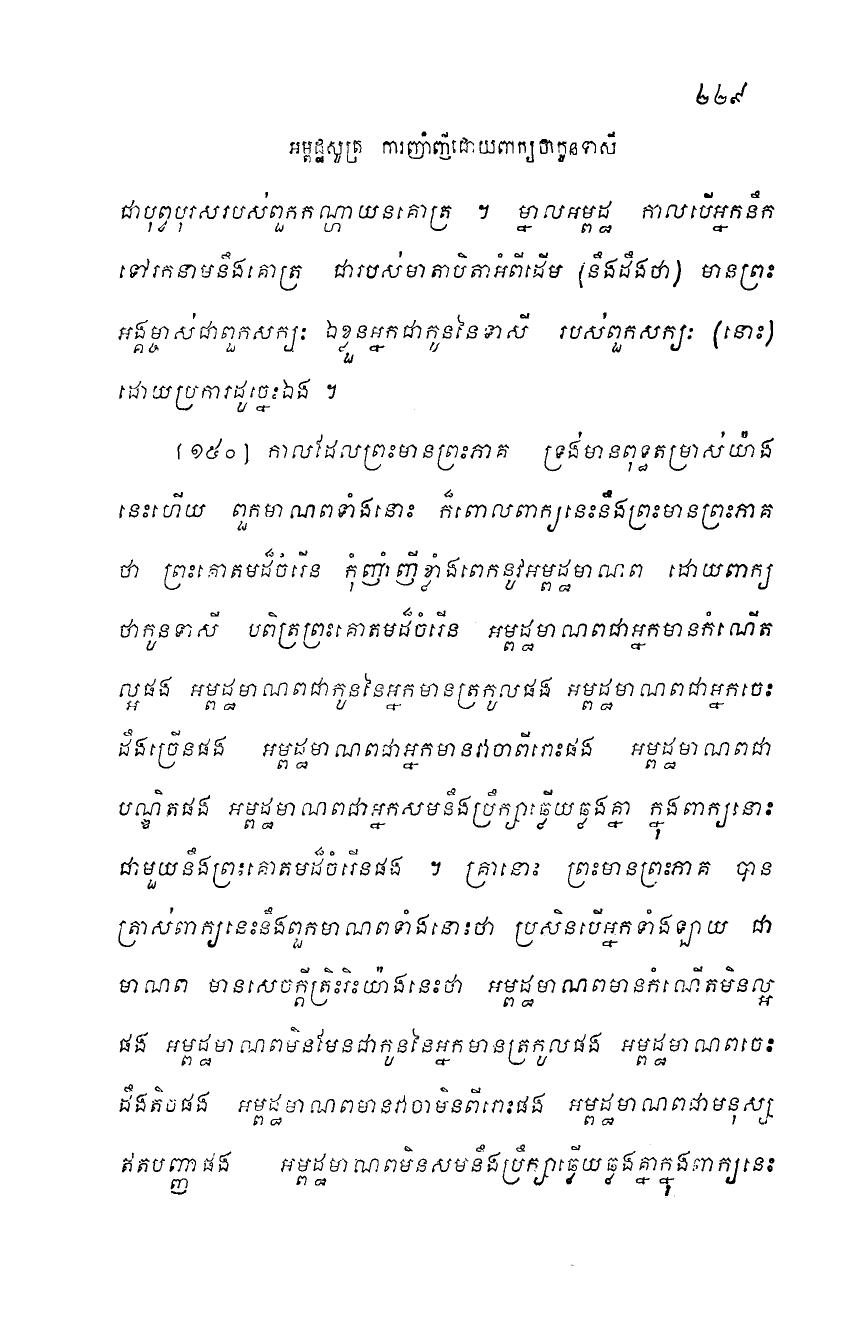 ២២៩
អម្ពដ្ឋសូត្រ ការញាំញីដោយពាក្យថាកូនទាសី
ជាបុព្វបុរសរបស់ពួកកណ្ហាយនគោត្រ ។ ម្នាលអម្ពដ្ឋ កាលបើអ្នកនឹក
ទៅរកនាមនឹងគោត្រ ជារបស់មាតាបិតាអំពីដើម (នឹងដឹងថា) មានព្រះ
អង្គម្ចាស់ជាពួកសក្យៈ ឯខ្លួនអ្នកជាកូននៃទាសី របស់ពួកសក្យៈ (នោះ)
ដោយប្រការដូច្នេះឯង ។
[១៥០] កាលដែលព្រះមានព្រះភាគ ទ្រង់មានពុទ្ធតម្រាស់យ៉ាង
នេះហើយ ពួកមាណពទាំងនោះ ក៏ពោលពាក្យនេះនឹងព្រះមានព្រះភាគ
ថា ព្រះគោតមដ៏ចំរើន កុំញាំញីខ្លាំងពេកនូវអម្ពដ្ឋមាណព ដោយពាក្យ
ថាកូនទាសី បពិត្រព្រះគោតមដ៏ចំរើន អម្ពដ្ឋមាណពជាអ្នកមានកំណើត
ល្អផង អម្ពដ្ឋមាណពជាកូននៃអ្នកមានត្រកូលផង អម្ពដ្ឋមាណពជាអ្នកចេះ
ដឹងច្រើនផង អម្ពដ្ឋមាណពជាអ្នកមានវាចាពីរោះផង អម្ពដ្ឋមាណពជា
បណ្ឌិតផង អម្ពដ្ឋមាណពជាអ្នកសមនឹងប្រឹក្សាឆ្លើយឆ្លងគ្នា ក្នុងពាក្យនោះ
ជាមួយនឹងព្រះគោតមដ៏ចំរើនផង ។ គ្រានោះ ព្រះមានព្រះភាគ បាន
ត្រាស់ពាក្យនេះនឹងពួកមាណពទាំងនោះថា ប្រសិនបើអ្នកទាំងឡាយ ជា
មាណព មានសេចក្តីត្រិះរិះយ៉ាងនេះថា អម្ពដ្ឋមាណពមានកំណើតមិនល្អ
ផង អម្ពដ្ឋមាណពមិនមែនជាកូននៃអ្នកមានត្រកូលផង អម្ពដ្ឋមាណពចេះ
ដឹងតិចផង អម្ពដ្ឋមាណពមានវាចាមិនពីរោះផង អម្ពដ្ឋមាណពជាមនុស្ស
ឥតបញ្ញាផង អម្ពដ្ឋមាណពមិនសមនឹងប្រឹក្សាឆ្លើយឆ្លងគ្នាក្នុងពាក្យនេះ